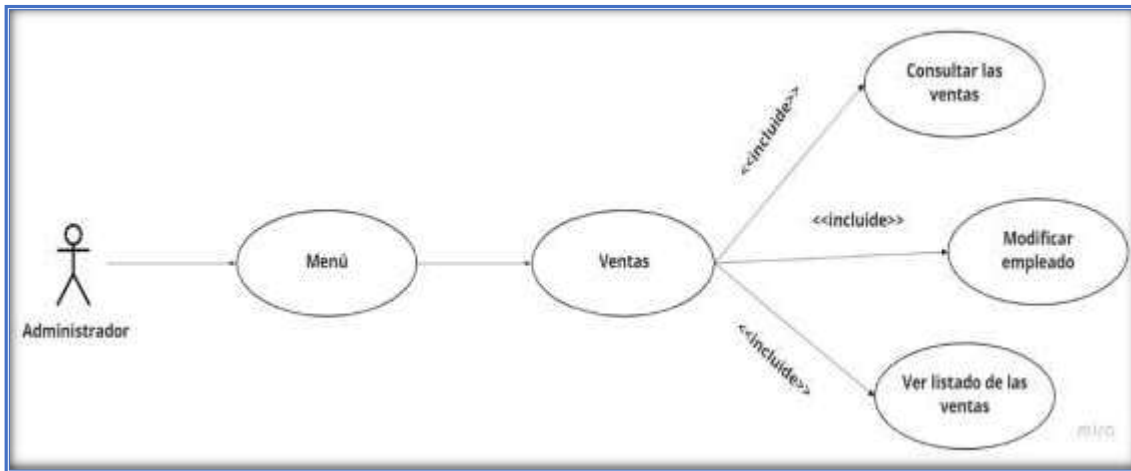 Consultar las
ventas
<<incluide>>
<<incluide>>
Modificar
empleado
Menú
Ventas
Administrador
<<incluide>>
Ver listado de las
ventas
miro